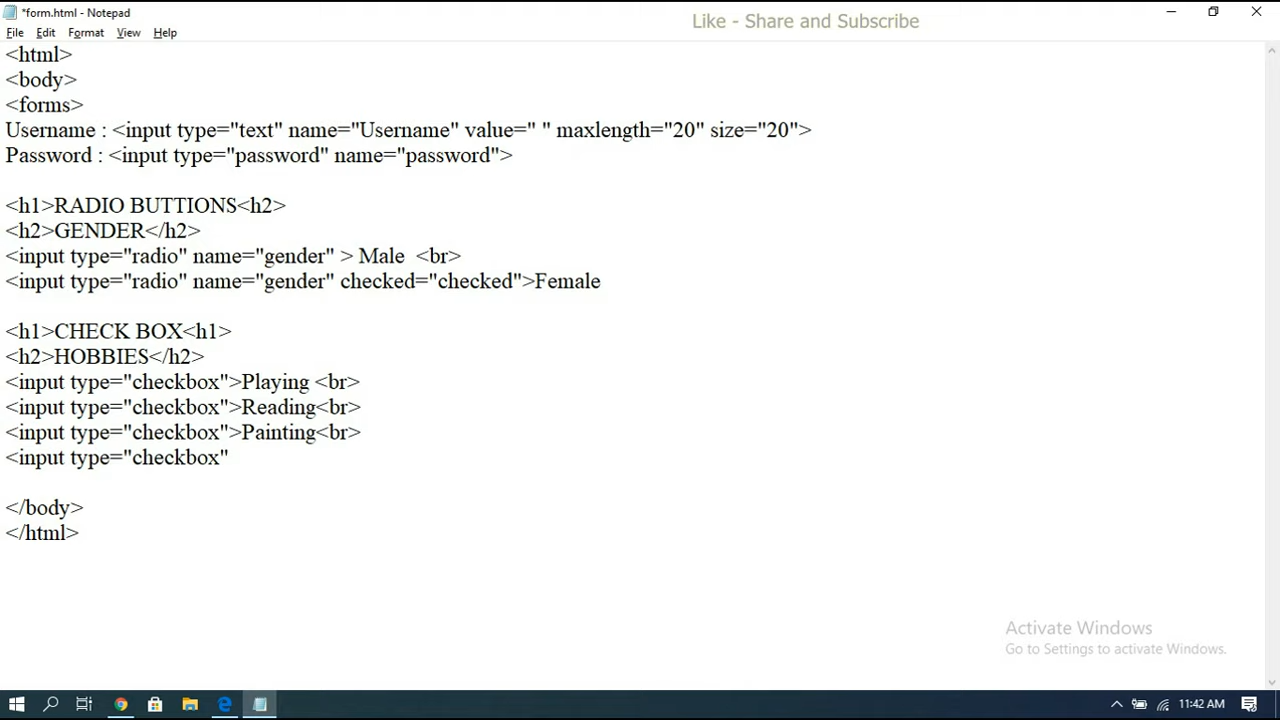 *form.html - Notepad
Like - Share and Subscribe
File Edit Format View Help
<html>
<body>
<forms>
Username : <input type="text" name="Username" value=" " maxlength="20" size="20">
Password : <input type="password" name="password">
<h1>RADIO BUTTIONS<h2>
<h2>GENDER</h2>
<input type="radio" name="gender" > Male <br>
<input type="radio" name="gender" checked="checked">Female
<h1>CHECK BOX<h1>
<h2>HOBBIES</h2>
<input type="checkbox">Playing <br>
<input type="checkbox">Reading<br>
<input type="checkbox">Painting<br>
<input type="checkbox"
</body>
</html>
Activate Windows
Go to Settings to activate Windows.
11:42 AM